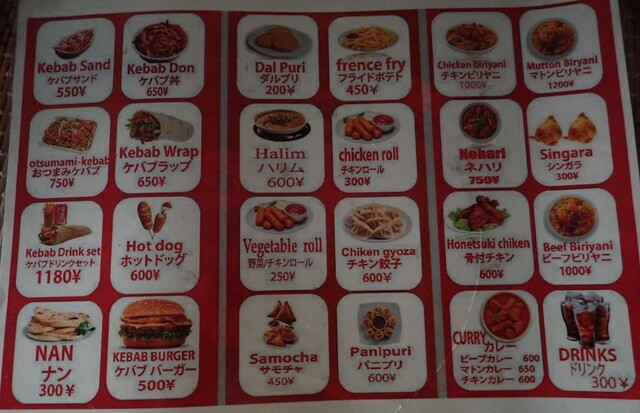 Kebab Sand
ケバブサンド
550¥
Kebab Don
ケバブ丼
650¥
otsumami-kebab
おつまみケバブ
750¥
Kebab Wrap
ケバブラップ
650¥
Kebab Drink set
ケバブドリンクセット
1180¥
Hot dog
ホットドッグ
600¥
NAN
ナン
300¥
KEBAB BURGER
ケバブ バーガー
500¥
Dal Puri
ダルプリ
200¥
frence fry
フライドポテト
450¥
Halim
ハリム
600¥
chicken roll
チキンロール
300¥
Vegetable roll
野菜/チキンロール
250¥
Chiken gyoza
チキン餃子
600¥
Samocha
サモチャ
450¥
Panipuri
パニプリ
600¥
Chicken biriyani
チキンビリヤニ
1000¥
Mutton Biryani
マトンビリヤニ
1200¥
Nehari
ネハリ
750¥
Singara
シンガラ
300¥
Honetsuki chiken
骨付チキン
600¥
Beef Biriyani
ビーフビリヤニ
1000¥
CURRYカレー
ビーフカレー 600
マトンカレー 650
チキンカレー 600
DRINKS
ドリンク
300¥